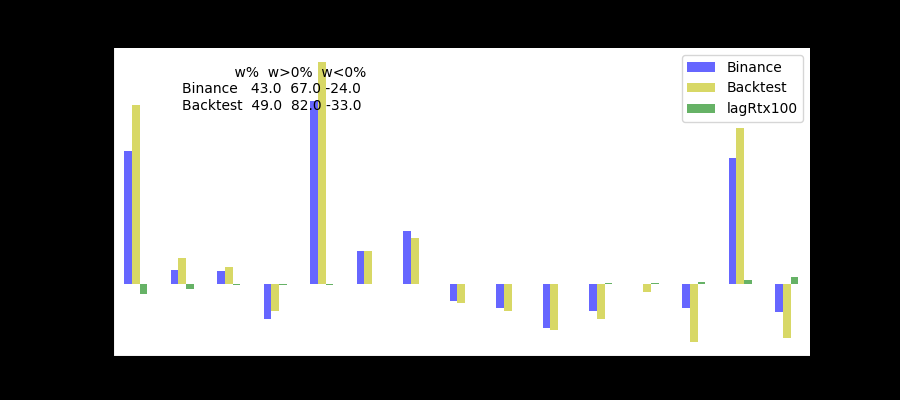 w% w>0% w<0%
Binance 43.0 67.0 -24.0
Backtest 49.0 82.0 -33.0
Binance
Backtest
lagRtx100